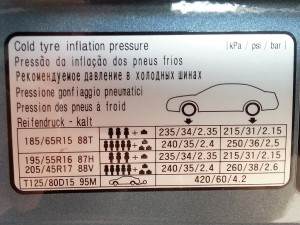 Cold tyre inflation pressure [kPa / psi / bar]
Pressão da inflação dos pneus frios
Рекомендуемое давление в холодных шинах
Pressione gonfiaggio pneumatici
Pression des pneus à froid
Reifendruck - kalt
185/65R15 88T + 235/34/2.35 215/31/2.15
+ 240/35/2.4 250/36/2.5
195/55R16 87H + 235/34/2.35 215/31/2.15
205/45R17 88V + 240/35/2.4 260/38/2.6
T125/80D15 95M 420/60/4.2